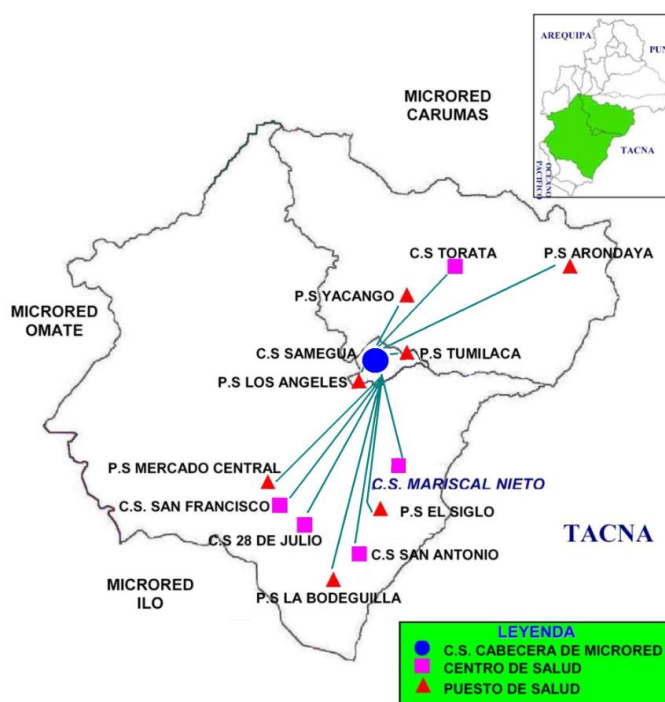 AREQUIPA
PUN
TACNA
OCEANO
PACIFICO
MICRORED
CARUMAS
C.S TORATA
P.S ARONDAYA
P.S YACANGO
MICRORED
OMATE
C.S SAMEGUA
P.S TUMILACA
P.S LOS ANGELES
P.S MERCADO CENTRAL
C.S. MARISCAL NIETO
C.S. SAN FRANCISCO
P.S EL SIGLO
C.S 28 DE JULIO
TACNA
C.S SAN ANTONIO
MICRORED
ILO
P.S LA BODEGUILLA
LEYENDA
C.S. CABECERA DE MICRORED
CENTRO DE SALUD
PUESTO DE SALUD